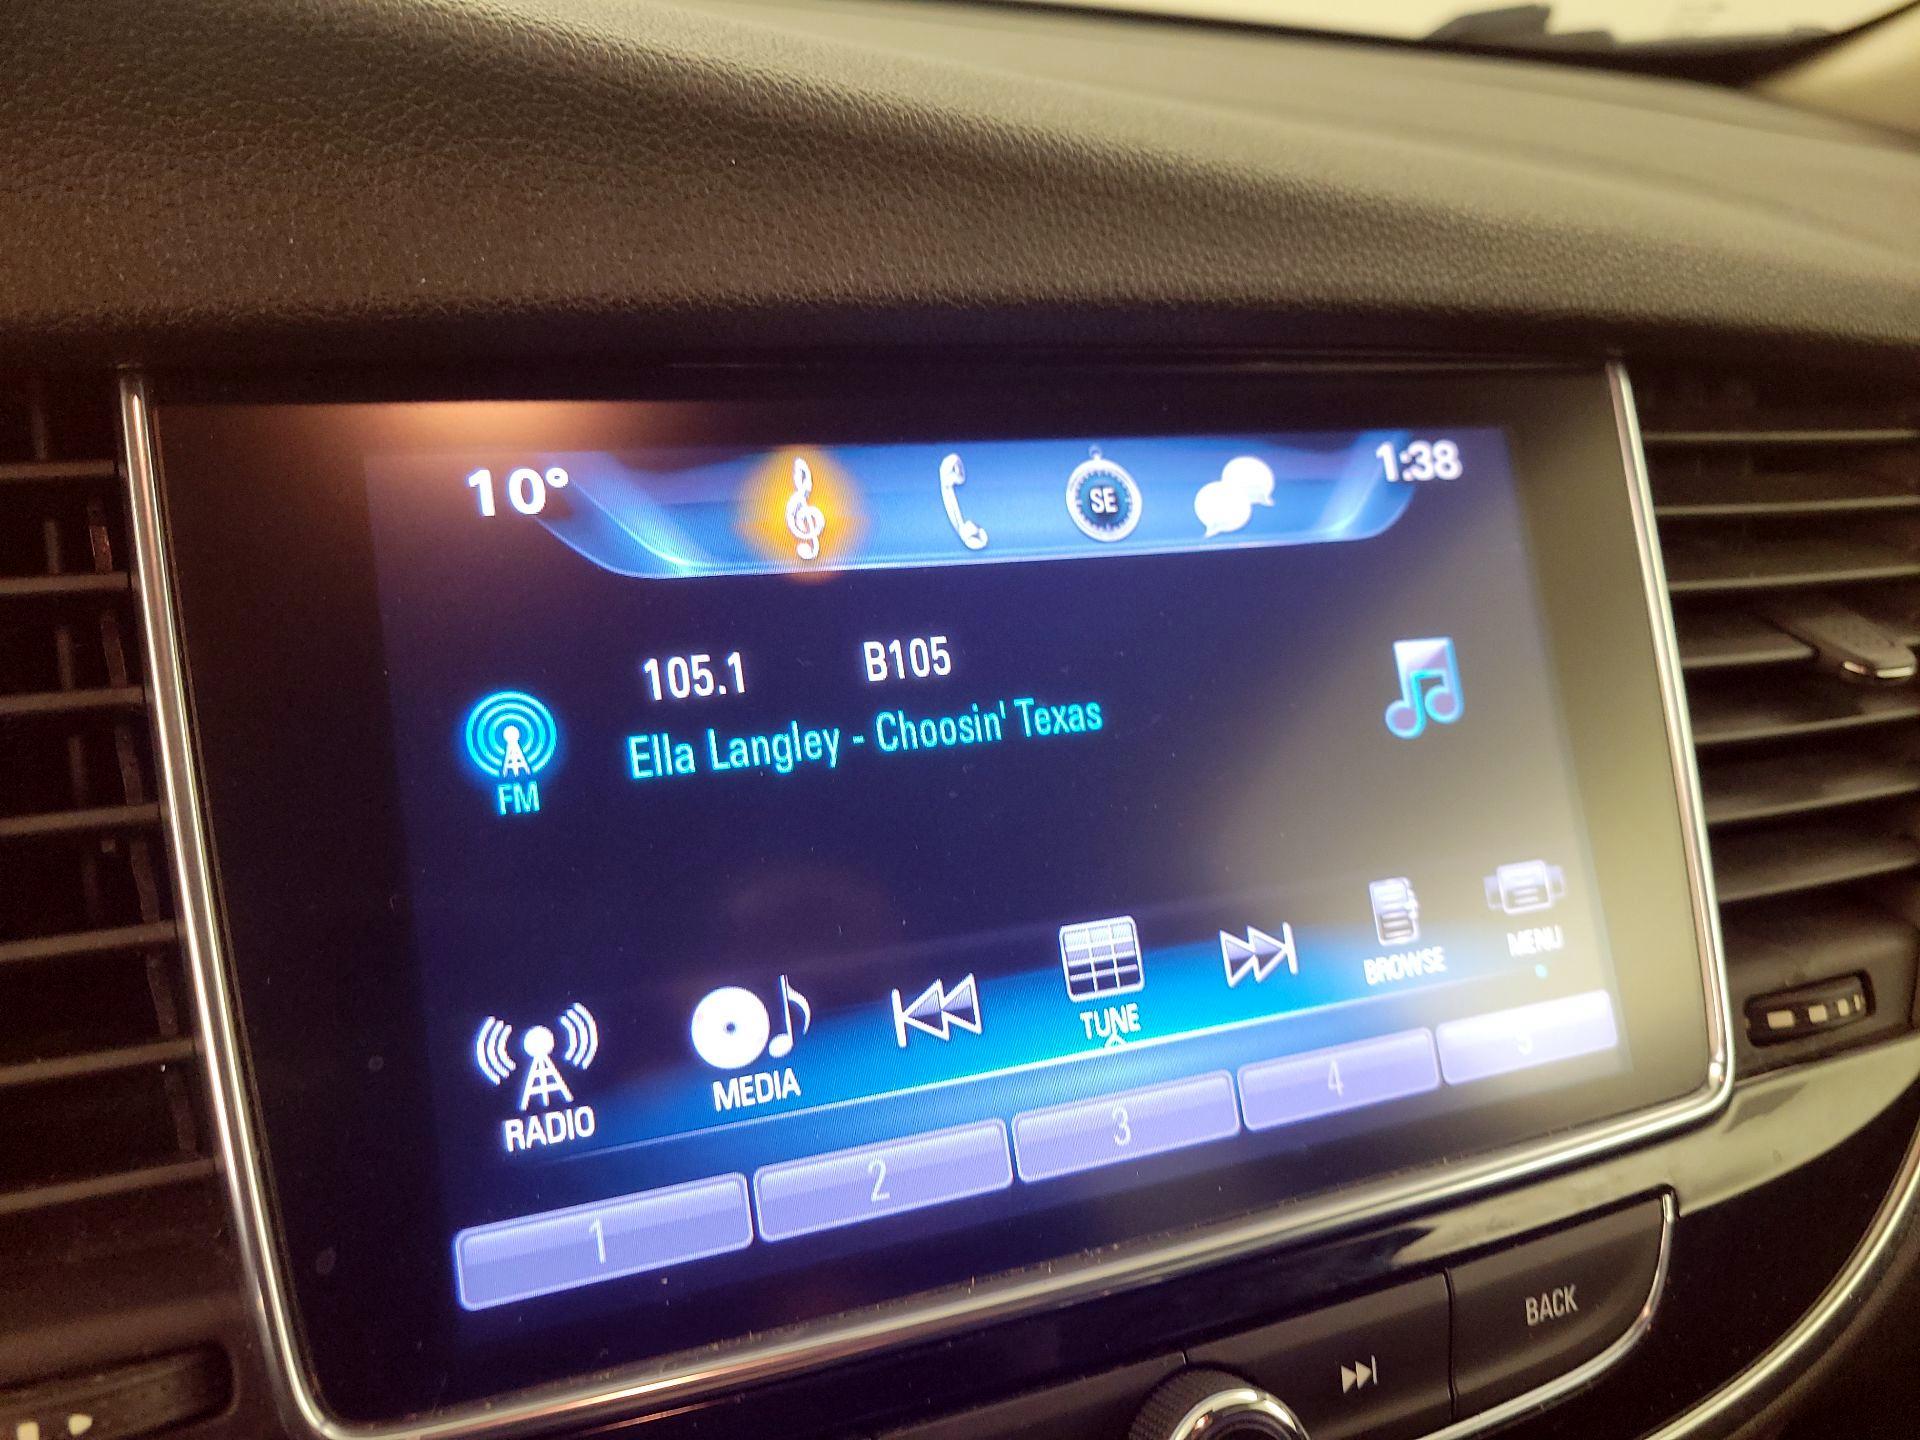 10° SE 1:38
105.1 B105
Ella Langley - Choosin' Texas
FM
RADIO MEDIA TUNE BROWSE MENU
1 2 3 4 5
BACK